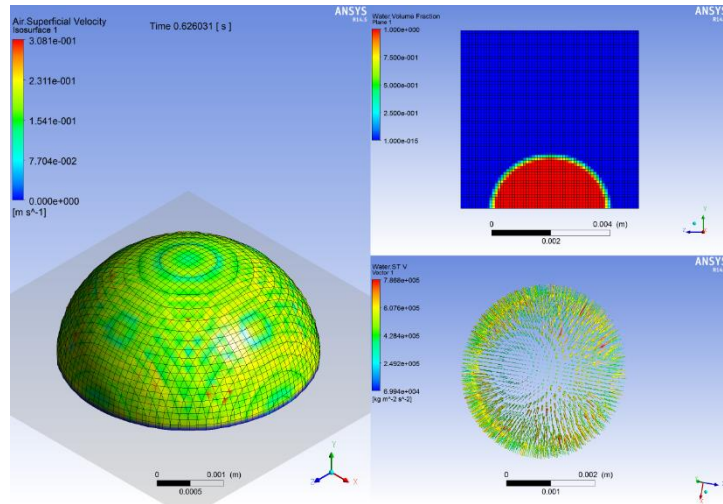 Air.Superficial Velocity
Isosurface 1
3.081e-001
2.311e-001
1.541e-001
7.704e-002
0.000e+000
[m s^-1]
Time 0.626031 [ s ]
ANSYS
R14.5
0 0.001 (m)
0.0005
Y
Z X
Water.Volume Fraction
Plane 1
1.000e+000
7.500e-001
5.000e-001
2.500e-001
1.000e-015
ANSYS
0 0.004 (m)
0.002
Y
Z X
Water.ST V
Vector 1
7.868e+005
6.076e+005
4.284e+005
2.492e+005
6.994e+004
[kg m^-2 s^-2]
ANSYS
0 0.002 (m)
0.001